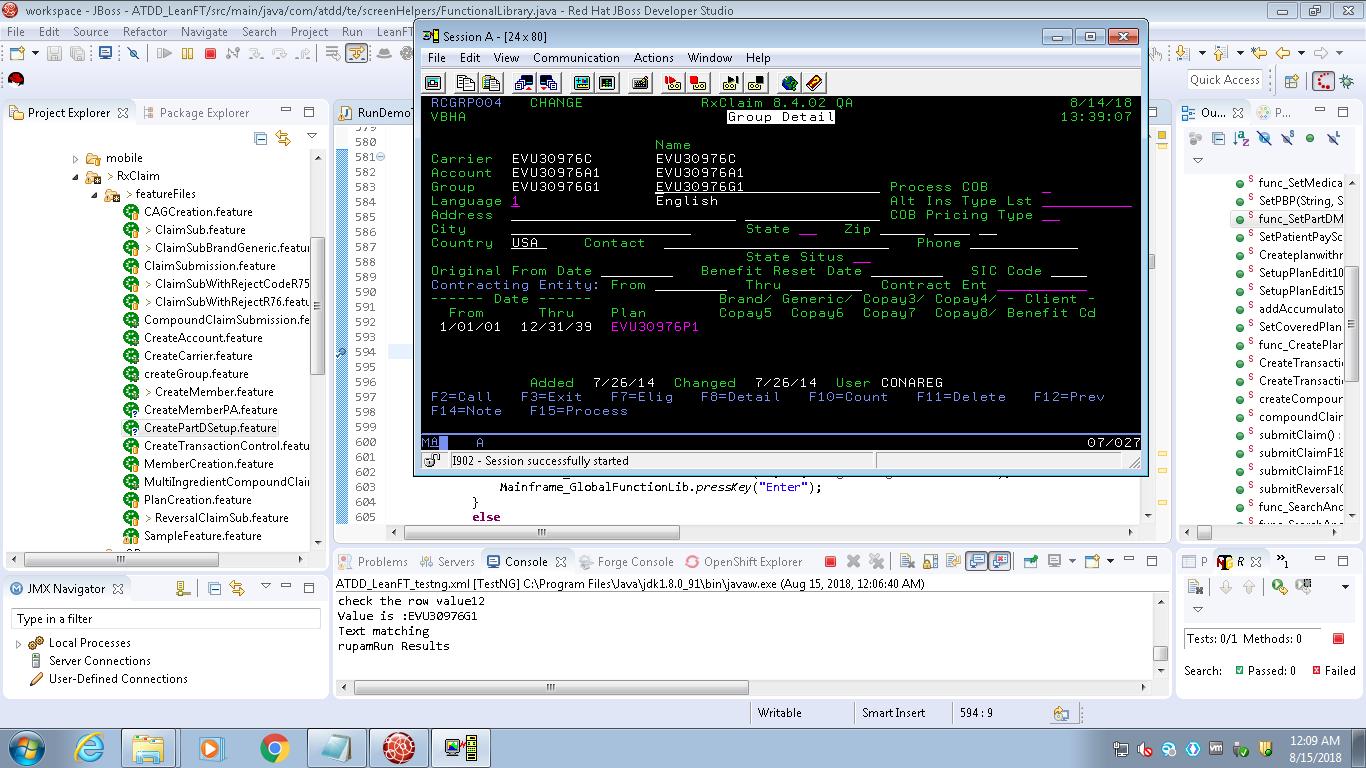 workspace - JBoss - ATDD_LeanFT/src/main/java/com/atdd/te/screenHelpers/FunctionalLibrary.java - Red Hat JBoss Developer Studio
File Edit Source Refactor Navigate Search Project Run LeanFT
Quick Access
Project Explorer Package Explorer
mobile
> RxClaim
> featureFiles
CAGCreation.feature
> ClaimSub.feature
> ClaimSubBrandGeneric.featur
ClaimSubmission.feature
> ClaimSubWithRejectCodeR75
> ClaimSubWithRejectR76.featu
CompoundClaimSubmission.fe
CreateAccount.feature
CreateCarrier.feature
createGroup.feature
> CreateMember.feature
CreateMemberPA.feature
CreatePartDSetup.feature
CreateTransactionControl.featu
MemberCreation.feature
MultiIngredientCompoundClai
PlanCreation.feature
> ReversalClaimSub.feature
SampleFeature.feature
RunDemoT
579
580
581
582
583
584
585
586
587
588
589
590
591
592
593
594
595
596
597
598
599
600
601
602
603 Mainframe_GlobalFunctionLib.pressKey("Enter");
604 }
605 else
Session A - [24 x 80]
File Edit View Communication Actions Window Help
RCGRP004 CHANGE RxClaim 8.4.02 QA 8/14/18
VBHA Group Detail 13:39:07
Name
Carrier EVU30976C EVU30976C
Account EVU30976A1 EVU30976A1
Group EVU30976G1 EVU30976G1 Process COB
Language 1 English Alt Ins Type Lst
Address COB Pricing Type
City State Zip
Country USA Contact Phone
State Situs
Original From Date Benefit Reset Date SIC Code
Contracting Entity: From Thru Contract Ent
------ Date ------ Brand/ Generic/ Copay3/ Copay4/ - Client -
From Thru Plan Copay5 Copay6 Copay7 Copay8/ Benefit Cd
1/01/01 12/31/39 EVU30976P1
Added 7/26/14 Changed 7/26/14 User CONAREG
F2=Call F3=Exit F7=Elig F8=Detail F10=Count F11=Delete F12=Prev
F14=Note F15=Process
MA A 07/027
I902 - Session successfully started
Ou... P...
func_SetMedica
SetPBP(String, S
func_SetPartDM
SetPatientPaySc
Createplanwithr
SetupPlanEdit10
SetupPlanEdit15
addAccumulato
SetCoveredPlan
func_CreatePlar
CreateTransactio
CreateTransacti
createCompoun
compoundClain
submitClaim() :
submitClaimF18
submitClaimF18
submitReversal
func_SearchAnc
Problems Servers Console Forge Console OpenShift Explorer
ATDD_LeanFT_testng.xml [TestNG] C:\Program Files\Java\jdk1.8.0_91\bin\javaw.exe (Aug 15, 2018, 12:06:40 AM)
check the row value12
Value is :EVU30976G1
Text matching
rupamRun Results
JMX Navigator
Type in a filter
Local Processes
Server Connections
User-Defined Connections
P R »1
Tests: 0/1 Methods: 0
Search: Passed: 0 Failed
Writable Smart Insert 594 : 9
12:09 AM
8/15/2018